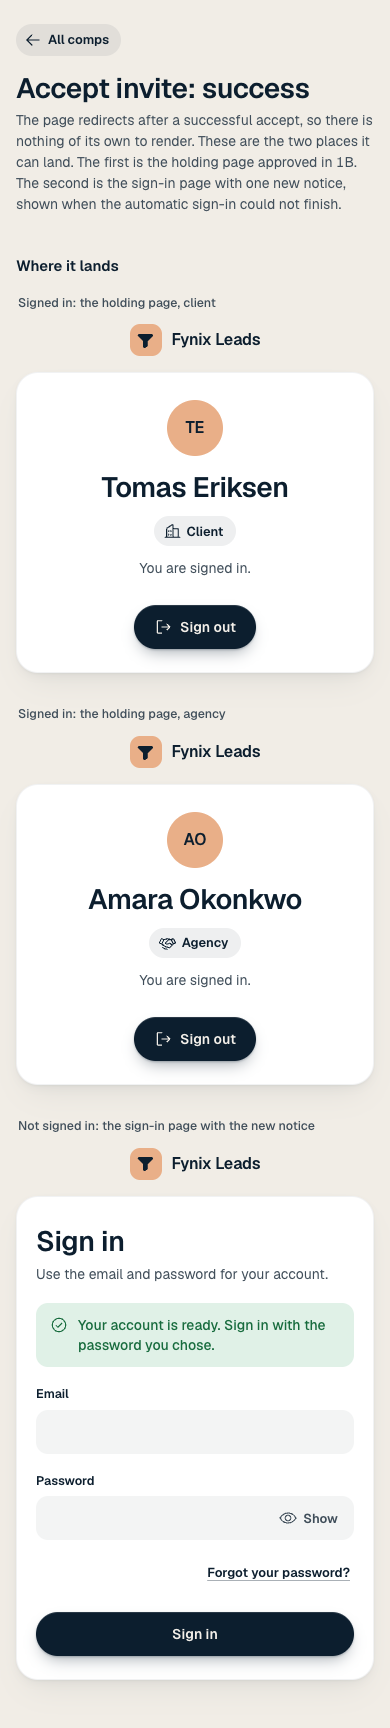 All comps
Accept invite: success
The page redirects after a successful accept, so there is
nothing of its own to render. These are the two places it
can land. The first is the holding page approved in 1B.
The second is the sign-in page with one new notice,
shown when the automatic sign-in could not finish.
Where it lands
Signed in: the holding page, client
Fynix Leads
TE
Tomas Eriksen
Client
You are signed in.
Sign out
Signed in: the holding page, agency
Fynix Leads
AO
Amara Okonkwo
Agency
You are signed in.
Sign out
Not signed in: the sign-in page with the new notice
Fynix Leads
Sign in
Use the email and password for your account.
Your account is ready. Sign in with the
password you chose.
Email
Password
Show
Forgot your password?
Sign in